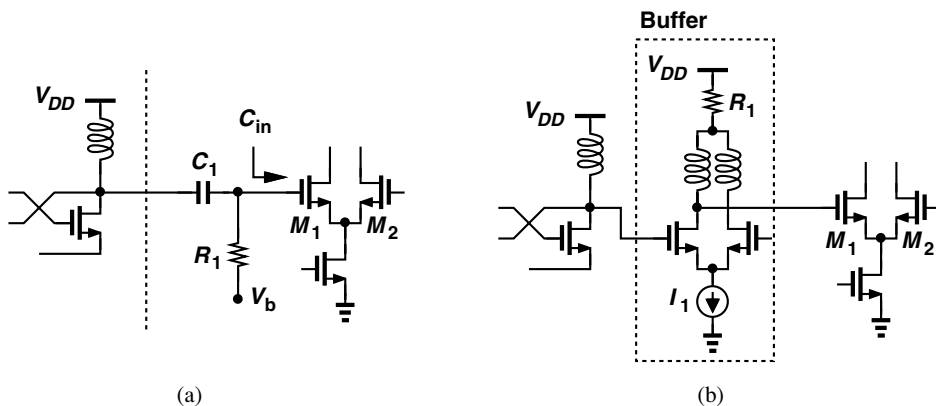 Buffer
V_DD
C_in
C_1
M_1
M_2
R_1
V_b
(a)
V_DD
V_DD
R_1
I_1
M_1
M_2
(b)